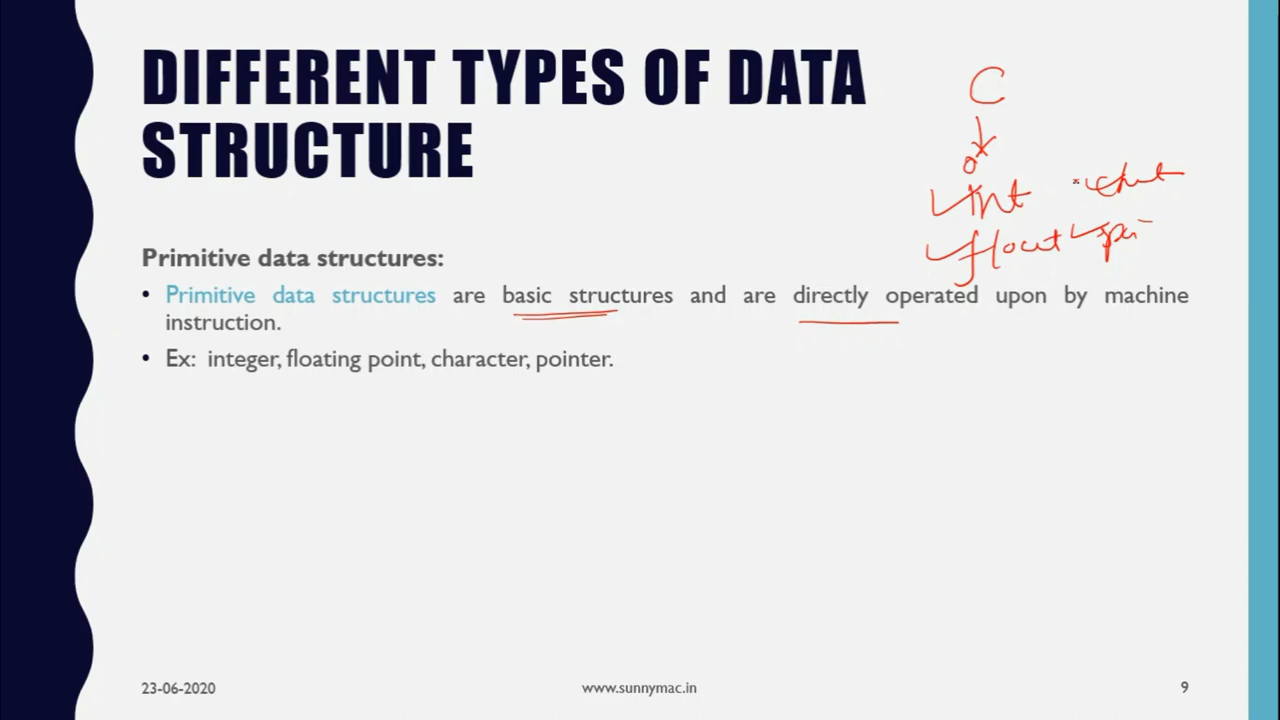 DIFFERENT TYPES OF DATA
STRUCTURE
C
int
float
Primitive data structures:
• Primitive data structures are basic structures and are directly operated upon by machine
instruction.
• Ex: integer, floating point, character, pointer.
23-06-2020
www.sunnymac.in
9